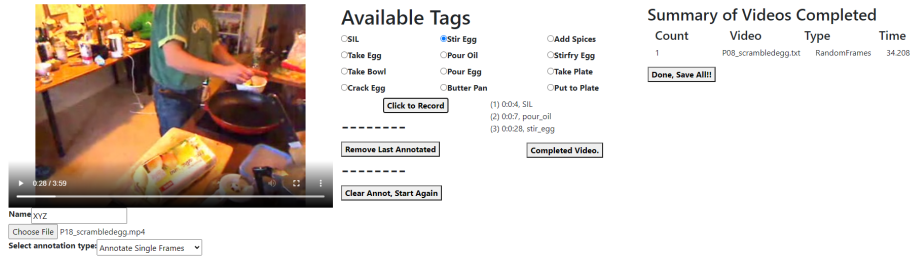 0:28 / 3:59
Name XYZ
Choose File P18_scrambledegg.mp4
Select annotation type: Annotate Single Frames
Available Tags
SIL Stir Egg Add Spices
Take Egg Pour Oil Stirfry Egg
Take Bowl Pour Egg Take Plate
Crack Egg Butter Pan Put to Plate
Click to Record
(1) 0:0:4, SIL
(2) 0:0:7, pour_oil
(3) 0:0:28, stir_egg
---------
Remove Last Annotated
Completed Video.
---------
Clear Annot, Start Again
Summary of Videos Completed
Count Video Type Time
1 P08_scrambledegg.txt RandomFrames 34.208
Done, Save All!!